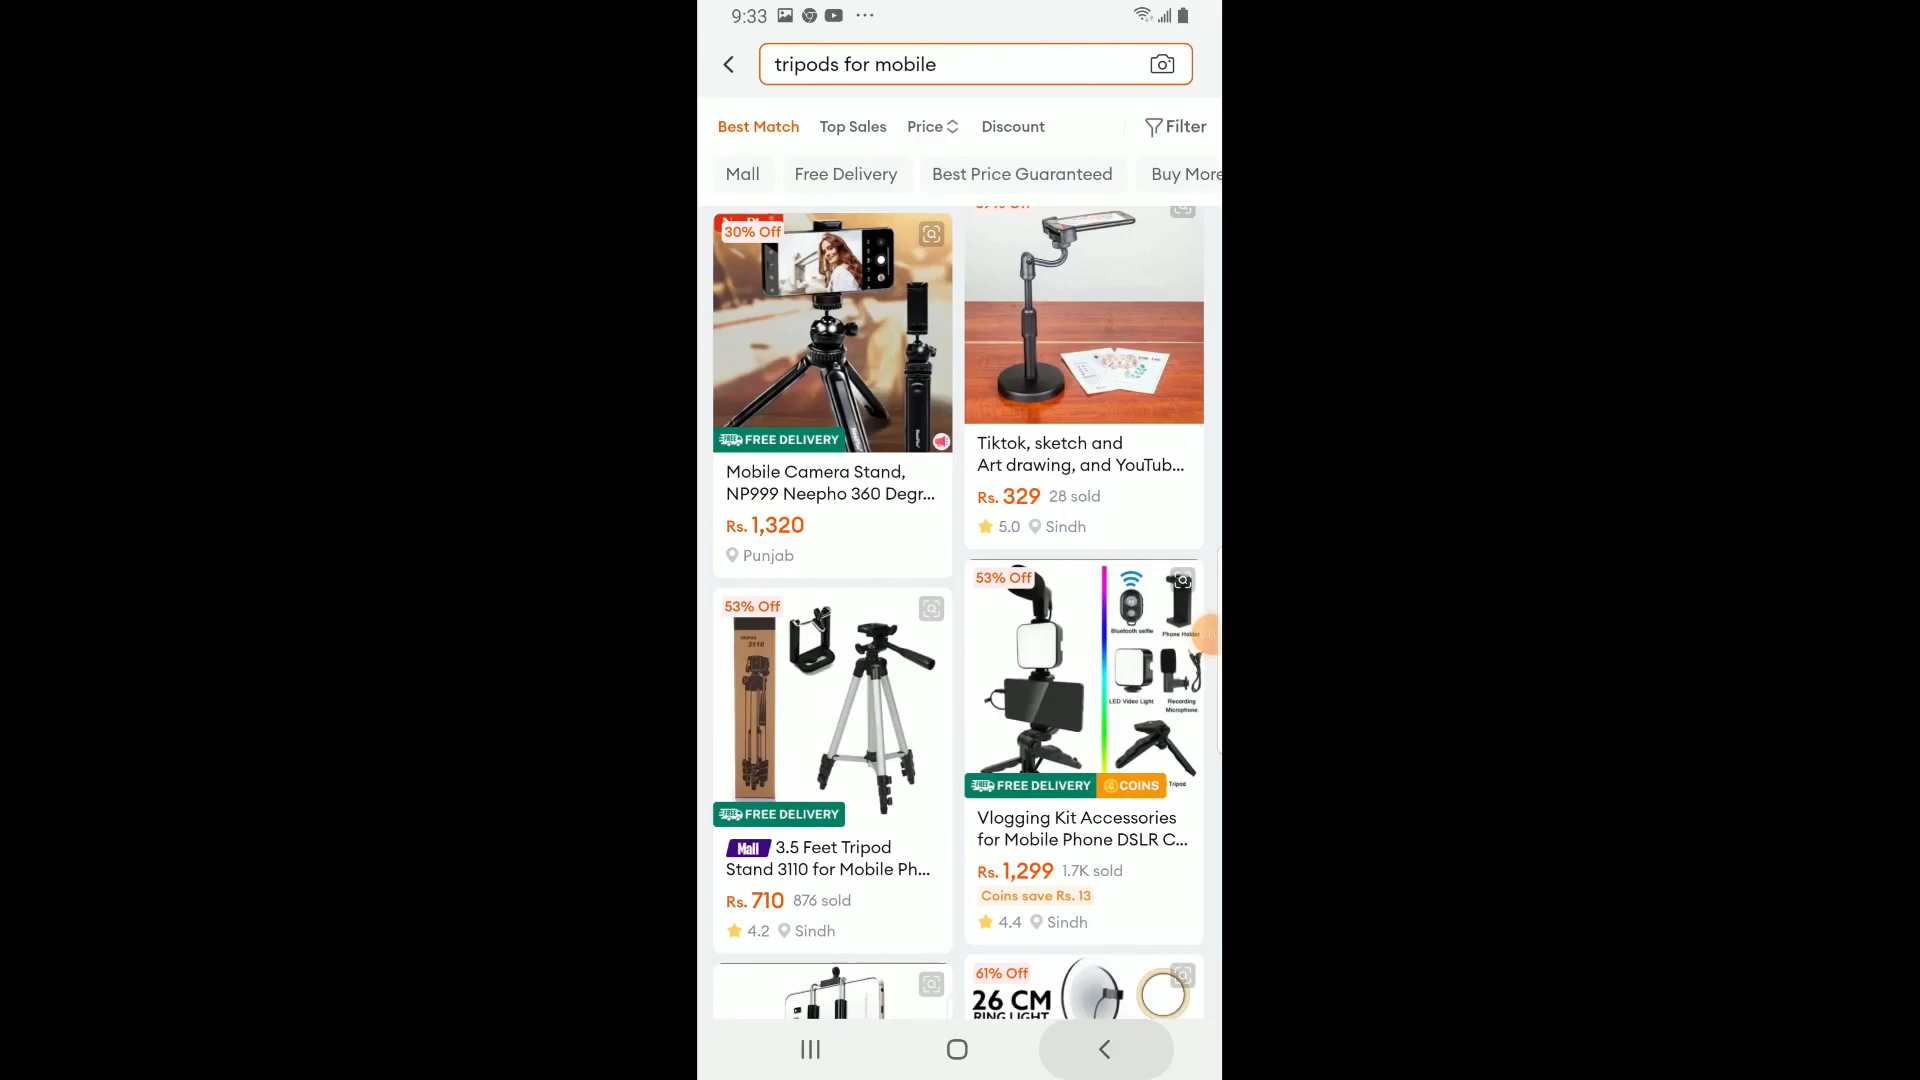 9:33
tripods for mobile
Best Match
Top Sales
Price
Discount
Filter
Mall
Free Delivery
Best Price Guaranteed
Buy More
30% Off
FREE DELIVERY
Mobile Camera Stand,
NP999 Neepho 360 Degr...
Rs. 1,320
Punjab
Tiktok, sketch and
Art drawing, and YouTub...
Rs. 329 28 sold
5.0 Sindh
53% Off
TRIPOD
3110
FREE DELIVERY
Mall 3.5 Feet Tripod
Stand 3110 for Mobile Ph...
Rs. 710 876 sold
4.2 Sindh
53% Off
Bluetooth selfie
Phone Holder
LED Video Light
Recording
Microphone
Tripod
FREE DELIVERY
COINS
Vlogging Kit Accessories
for Mobile Phone DSLR C...
Rs. 1,299 1.7K sold
Coins save Rs. 13
4.4 Sindh
61% Off
26 CM
RING LIGHT